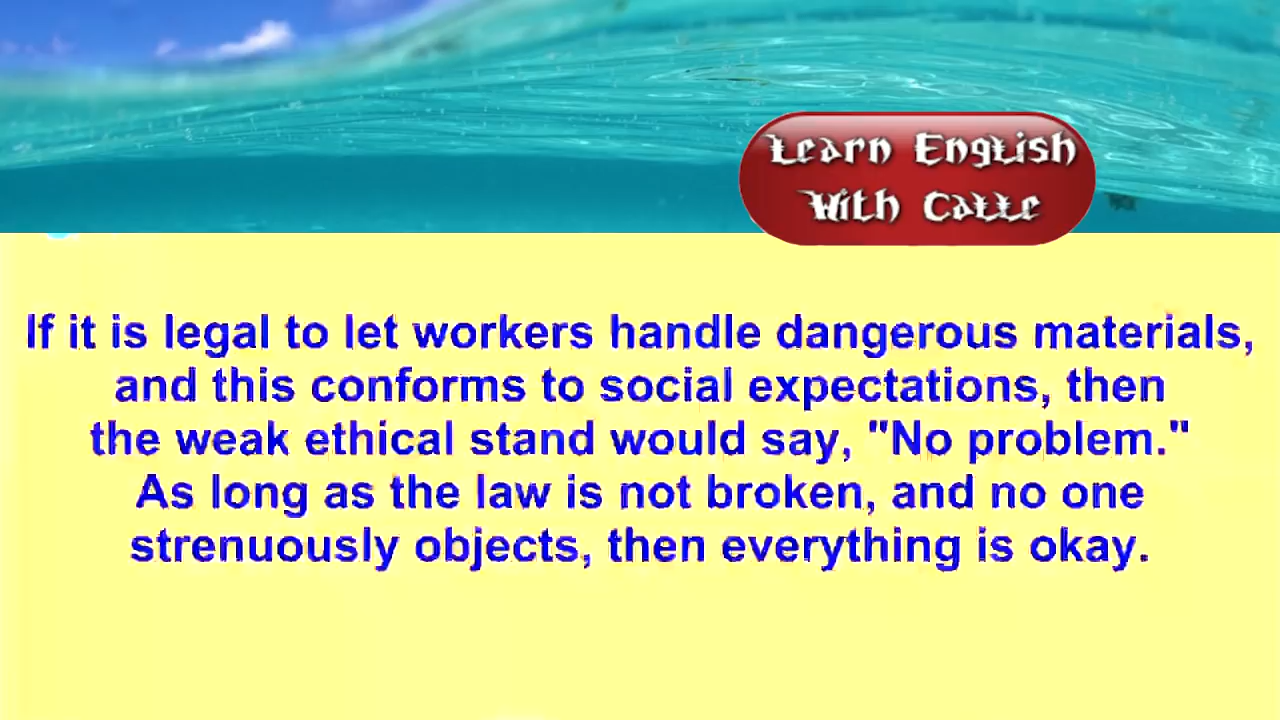 Learn English
With Catle
If it is legal to let workers handle dangerous materials,
and this conforms to social expectations, then
the weak ethical stand would say, "No problem."
As long as the law is not broken, and no one
strenuously objects, then everything is okay.